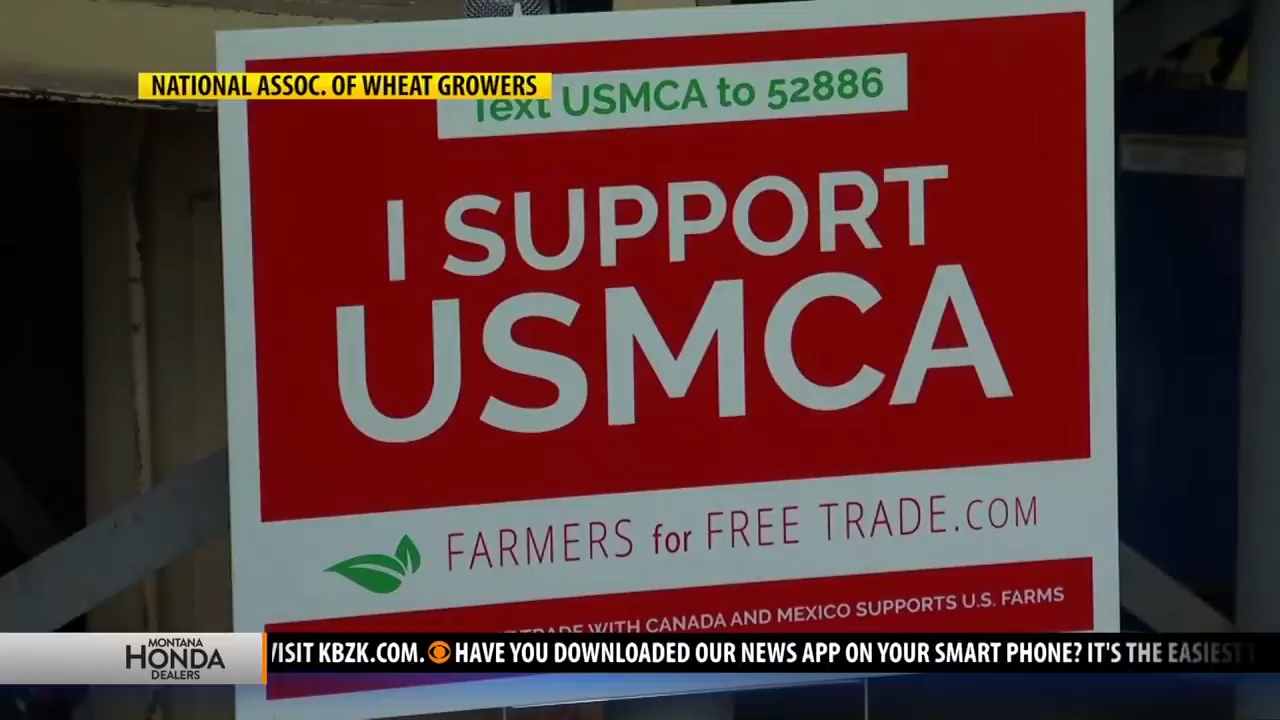 NATIONAL ASSOC. OF WHEAT GROWERS
Text USMCA to 52886
I SUPPORT
USMCA
FARMERS for FREE TRADE.COM
TRADE WITH CANADA AND MEXICO SUPPORTS U.S. FARMS
MONTANA
HONDA
DEALERS
VISIT KBZK.COM. HAVE YOU DOWNLOADED OUR NEWS APP ON YOUR SMART PHONE? IT'S THE EASIEST